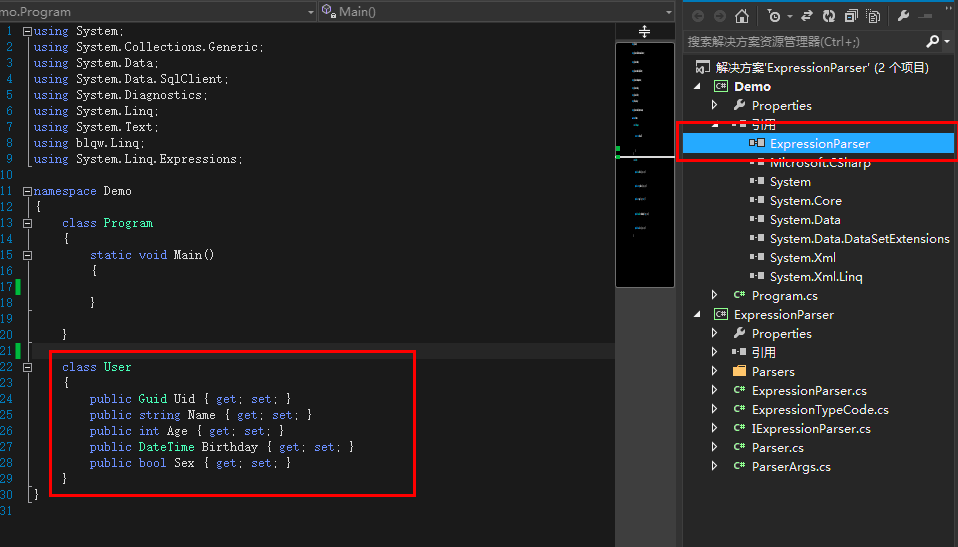 mo.Program
Main()
1 using System;
2 using System.Collections.Generic;
3 using System.Data;
4 using System.Data.SqlClient;
5 using System.Diagnostics;
6 using System.Linq;
7 using System.Text;
8 using blqw.Linq;
9 using System.Linq.Expressions;
10
11 namespace Demo
12 {
13 class Program
14 {
15 static void Main()
16 {
17
18 }
19
20 }
21
22 class User
23 {
24 public Guid Uid { get; set; }
25 public string Name { get; set; }
26 public int Age { get; set; }
27 public DateTime Birthday { get; set; }
28 public bool Sex { get; set; }
29 }
30 }
31
搜索解决方案资源管理器(Ctrl+;)
解决方案'ExpressionParser' (2 个项目)
C# Demo
Properties
引用
ExpressionParser
Microsoft.CSharp
System
System.Core
System.Data
System.Data.DataSetExtensions
System.Xml
System.Xml.Linq
C# Program.cs
C# ExpressionParser
Properties
引用
Parsers
C# ExpressionParser.cs
C# ExpressionTypeCode.cs
C# IExpressionParser.cs
C# Parser.cs
C# ParserArgs.cs